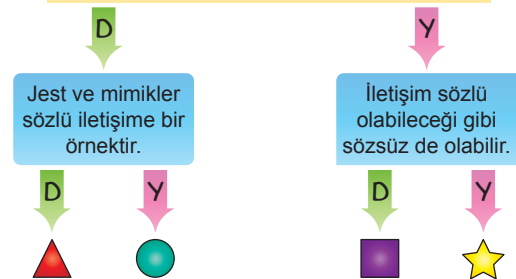 D
Y
Jest ve mimikler
sözlü iletişime bir
örnektir.
İletişim sözlü
olabileceği gibi
sözsüz de olabilir.
D
Y
D
Y